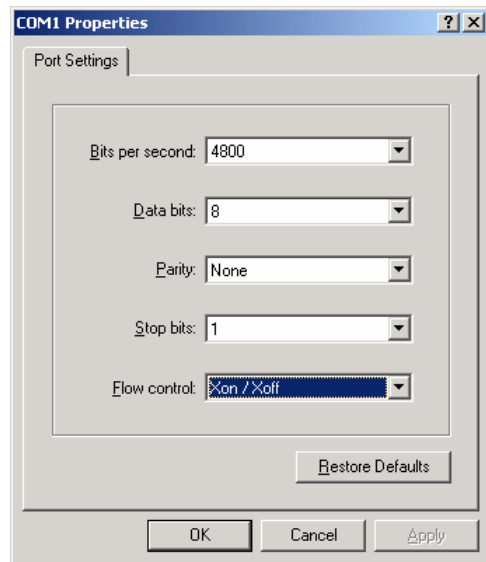 COM1 Properties
Port Settings
Bits per second: 4800
Data bits: 8
Parity: None
Stop bits: 1
Flow control: Xon / Xoff
Restore Defaults
OK Cancel Apply